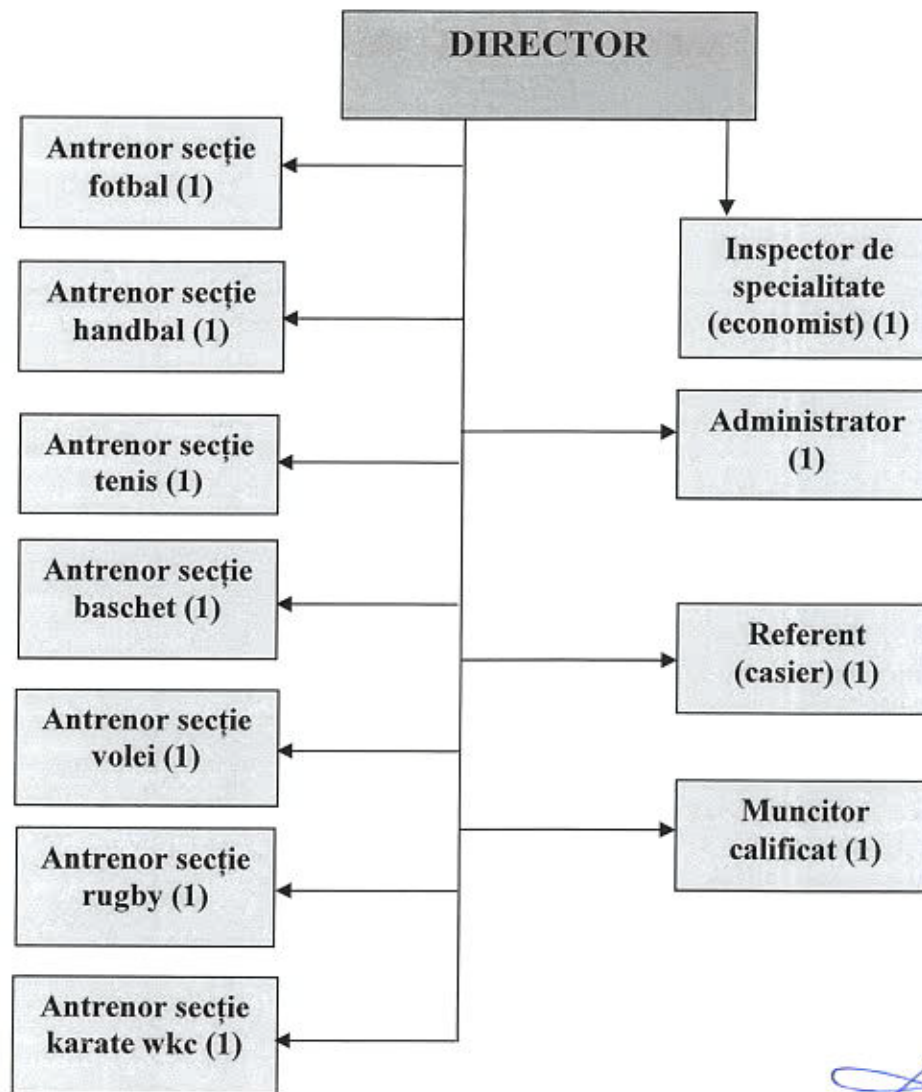 DIRECTOR
Antrenor secție
fotbal (1)
Antrenor secție
handbal (1)
Antrenor secție
tenis (1)
Antrenor secție
baschet (1)
Antrenor secție
volei (1)
Antrenor secție
rugby (1)
Antrenor secție
karate wkc (1)
Inspector de
specialitate
(economist) (1)
Administrator
(1)
Referent
(casier) (1)
Muncitor
calificat (1)